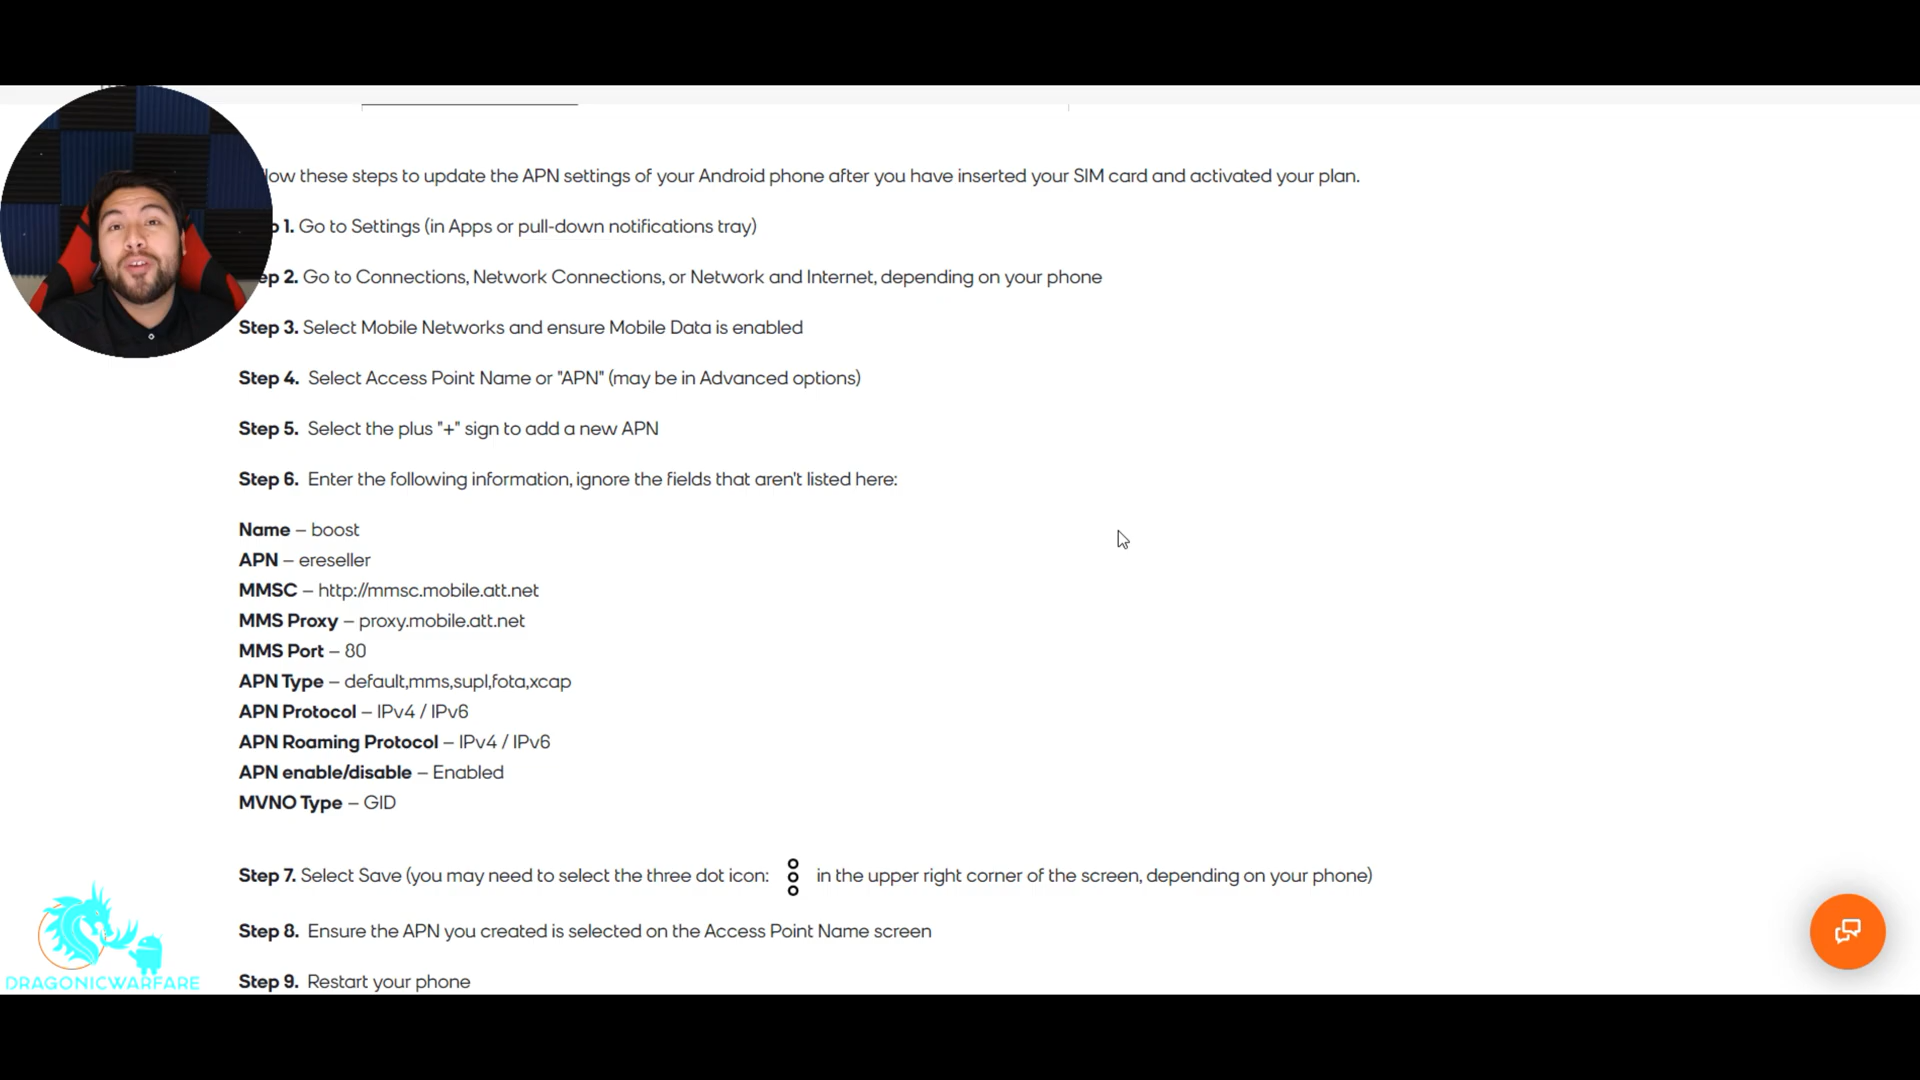 low these steps to update the APN settings of your Android phone after you have inserted your SIM card and activated your plan.
p 1. Go to Settings (in Apps or pull-down notifications tray)
ep 2. Go to Connections, Network Connections, or Network and Internet, depending on your phone
Step 3. Select Mobile Networks and ensure Mobile Data is enabled
Step 4. Select Access Point Name or "APN" (may be in Advanced options)
Step 5. Select the plus "+" sign to add a new APN
Step 6. Enter the following information, ignore the fields that aren't listed here:
Name – boost
APN – ereseller
MMSC – http://mmsc.mobile.att.net
MMS Proxy – proxy.mobile.att.net
MMS Port – 80
APN Type – default,mms,supl,fota,xcap
APN Protocol – IPv4 / IPv6
APN Roaming Protocol – IPv4 / IPv6
APN enable/disable – Enabled
MVNO Type – GID
Step 7. Select Save (you may need to select the three dot icon: in the upper right corner of the screen, depending on your phone)
Step 8. Ensure the APN you created is selected on the Access Point Name screen
DRAGONICWARFARE
Step 9. Restart your phone